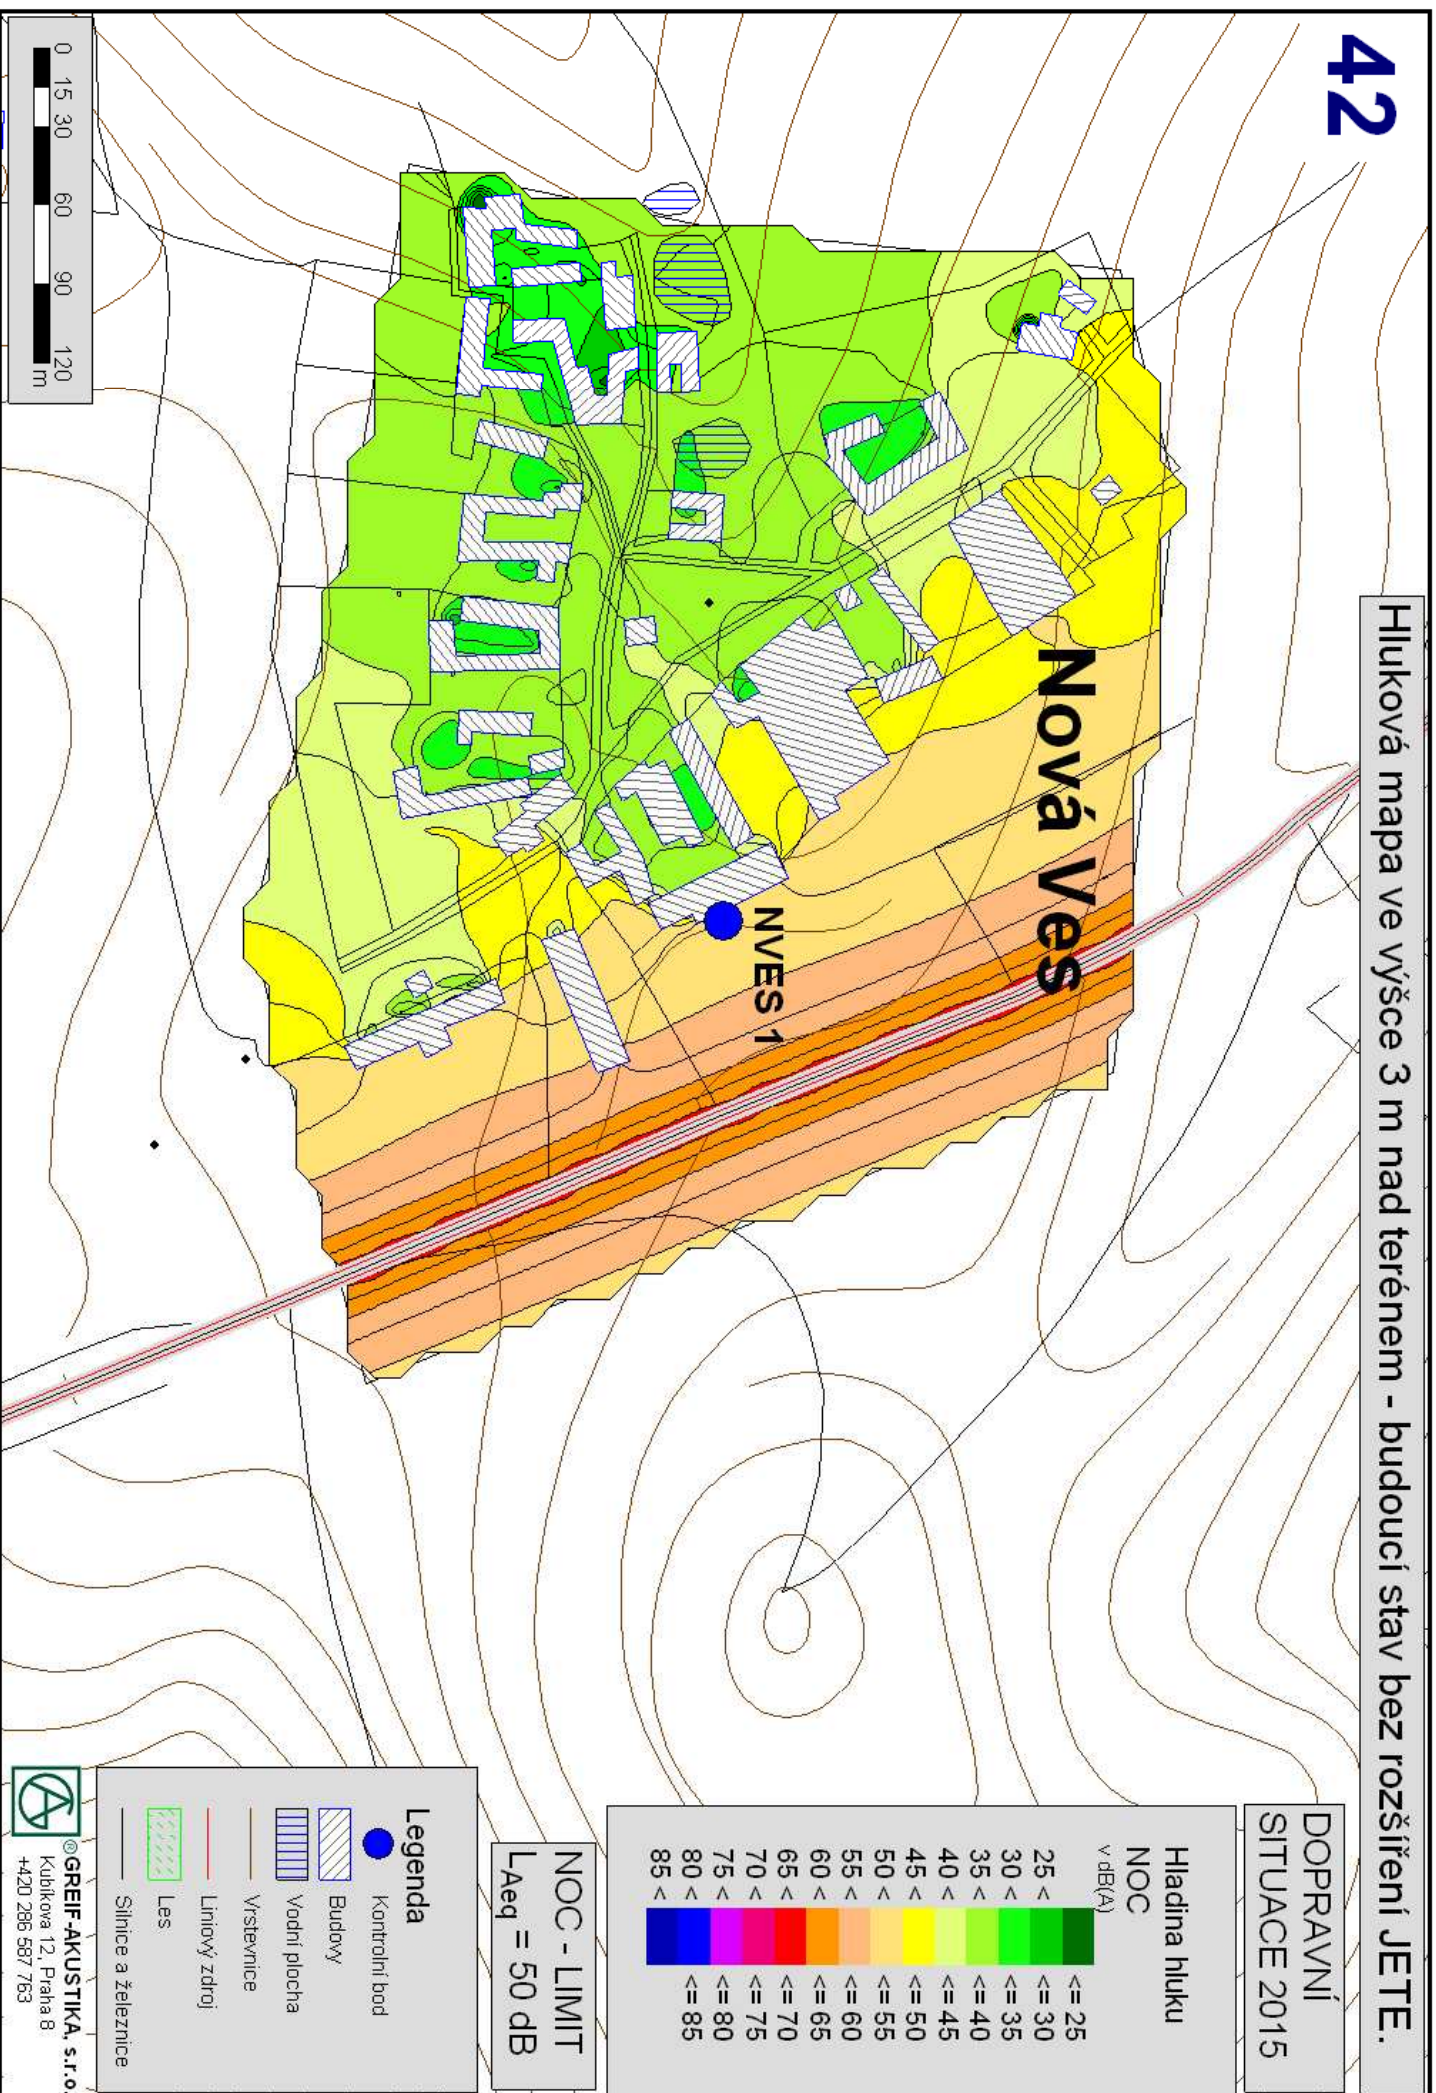 42
Hluková mapa ve výšce 3 m nad terénem - budoucí stav bez rozšíření JETE.
Nová Ves
NVES 1
0 15 30 60 90 120
m
DOPRAVNÍ
SITUACE 2015
Hladina hluku
NOC
v dB(A)
<= 25
25 < <= 30
30 < <= 35
35 < <= 40
40 < <= 45
45 < <= 50
50 < <= 55
55 < <= 60
60 < <= 65
65 < <= 70
70 < <= 75
75 < <= 80
80 < <= 85
85 <
NOC - LIMIT
LAeq = 50 dB
Legenda
Kontrolní bod
Budovy
Vodní plocha
Vrstevnice
Liniový zdroj
Les
Silnice a železnice
®GREIF-AKUSTIKA, s.r.o.
Kubíkova 12, Praha 8
+420 286 587 763